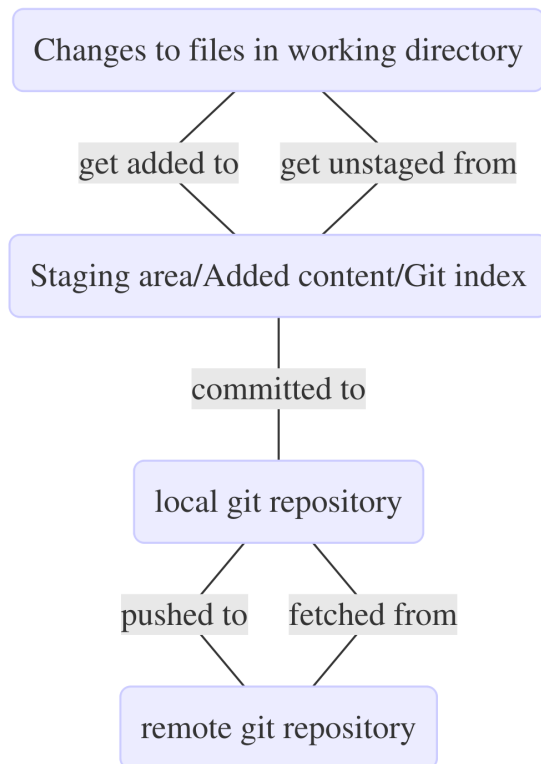 Changes to files in working directory
get added to
get unstaged from
Staging area/Added content/Git index
committed to
local git repository
pushed to
fetched from
remote git repository